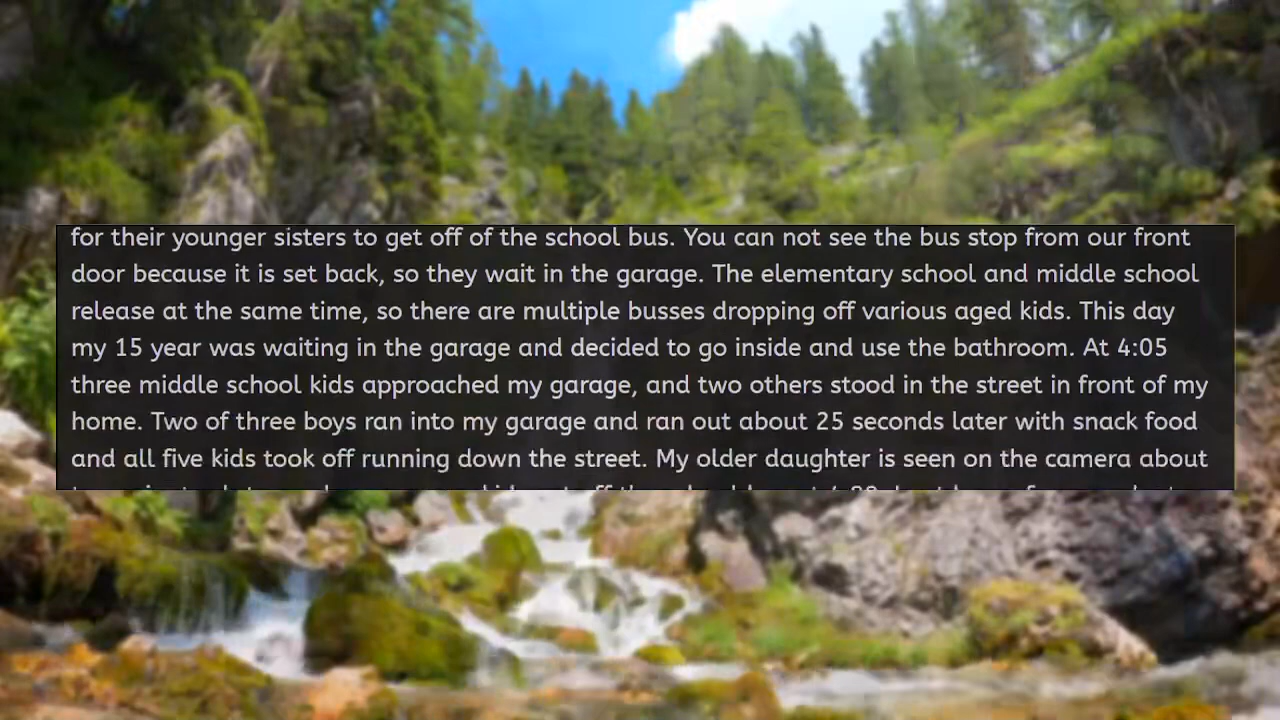 for their younger sisters to get off of the school bus. You can not see the bus stop from our front
door because it is set back, so they wait in the garage. The elementary school and middle school
release at the same time, so there are multiple busses dropping off various aged kids. This day
my 15 year was waiting in the garage and decided to go inside and use the bathroom. At 4:05
three middle school kids approached my garage, and two others stood in the street in front of my
home. Two of three boys ran into my garage and ran out about 25 seconds later with snack food
and all five kids took off running down the street. My older daughter is seen on the camera about